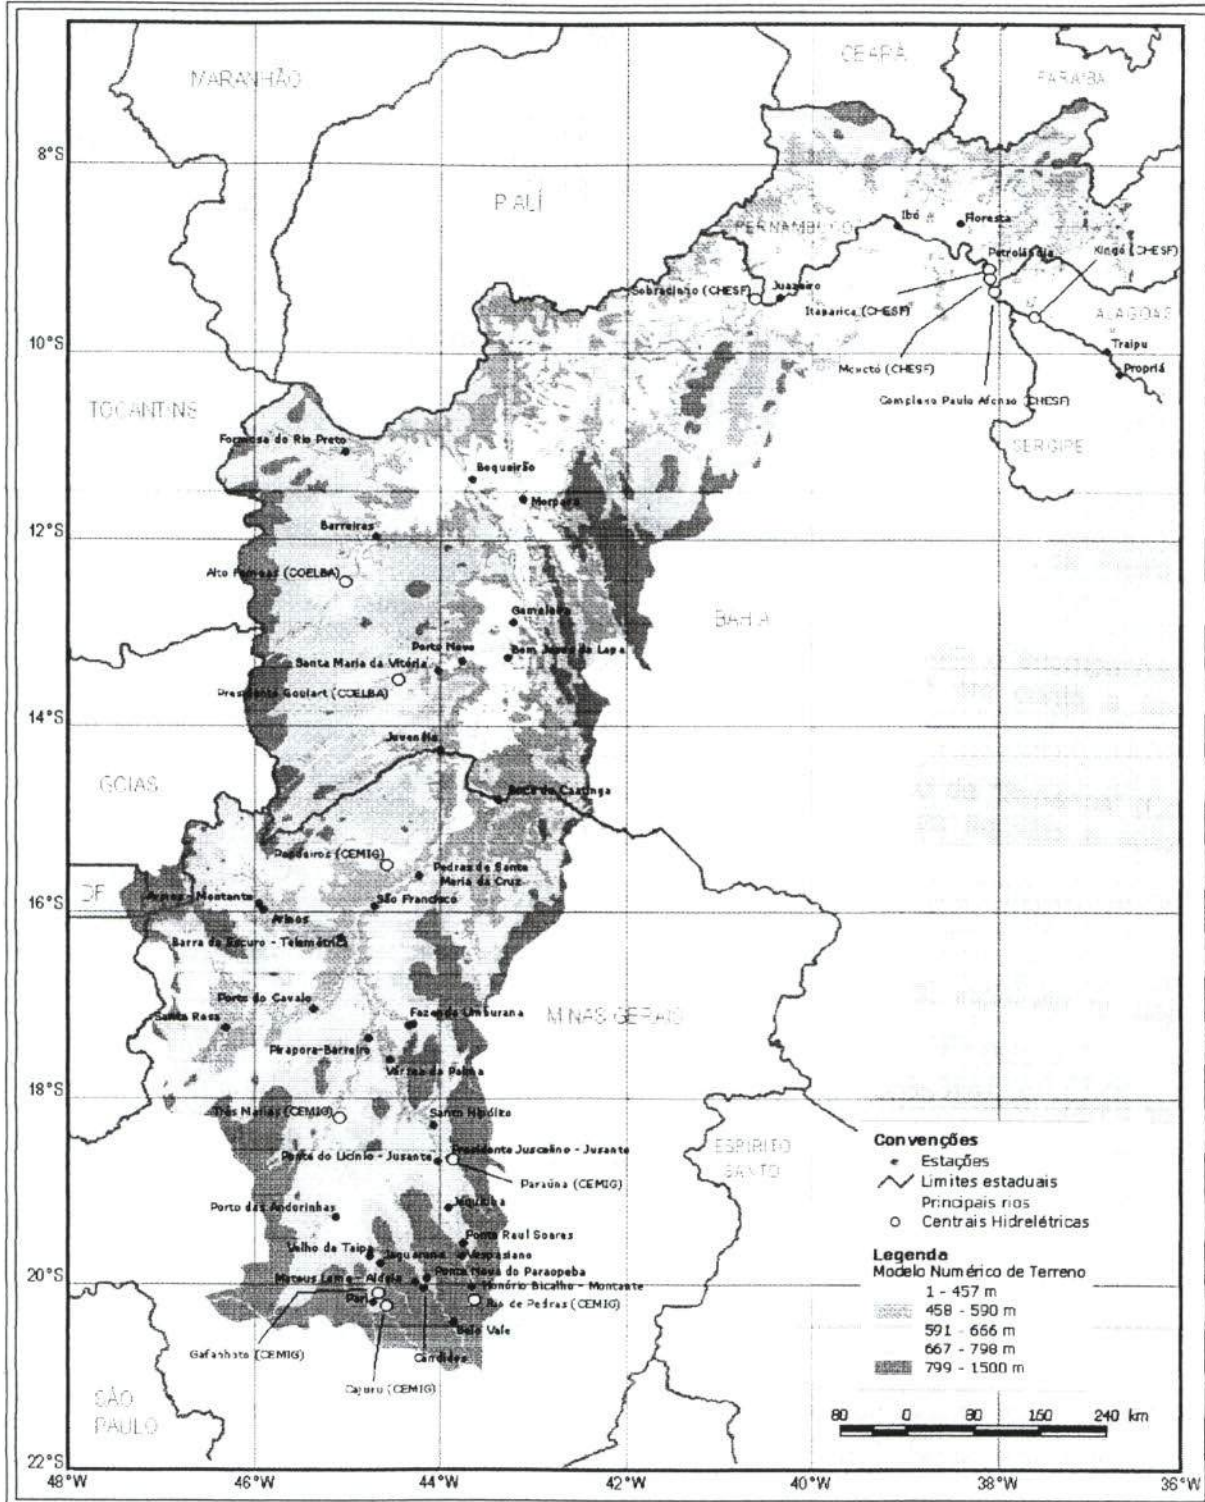 CEARÁ
MARANHÃO
PARAÍBA
8°S
PIAUÍ
Ibó
Floresta
PERNAMBUCO
Petrolândia
Xingó (CHESF)
Sobradinho (CHESF)
Juazeiro
Itaparica (CHESF)
ALAGOAS
10°S
Traipu
Moxotó (CHESF)
Propriá
TOCANTINS
Complexo Paulo Afonso (CHESF)
Formosa do Rio Preto
SERGIPE
Boqueirão
Morpará
12°S
Barreiras
Alto Femeas (COELBA)
Gameleira
BAHIA
Porto Novo
Bom Jesus da Lapa
Santa Maria da Vitória
Presidente Goulart (COELBA)
14°S
Juvenília
GOIAS
Boca da Caatinga
Pandeiros (CEMIG)
Pedras de Santa
Maria da Cruz
DF
Arinos - Montante
São Francisco
16°S
Arinos
Barra do Escuro - Telemétrica
Porto do Cavalo
Santa Rosa
Fazenda Umburana
MINAS GERAIS
Pirapora-Barreiro
Várzea da Palma
18°S
Três Marias (CEMIG)
Santo Hipólito
Presidente Juscelino - Jusante
Ponte do Licínio - Jusante
ESPÍRITO
SANTO
Paraúna (CEMIG)
Porto das Andorinhas
Jequitiba
Ponte Raul Soares
Velho da Taipa
Jaguaruna
Vespasiano
20°S
Mateus Leme - Aldeia
Ponte Nova do Paraopeba
Honório Bicalho - Montante
Pari
Rio de Pedras (CEMIG)
Belo Vale
Gafanhoto (CEMIG)
Cajuru (CEMIG)
SÃO
PAULO
22°S
48°W
46°W
44°W
42°W
40°W
38°W
36°W
Convenções
Estações
Limites estaduais
Principais rios
Centrais Hidrelétricas
Legenda
Modelo Numérico de Terreno
1 - 457 m
458 - 590 m
591 - 666 m
667 - 798 m
799 - 1500 m
80 0 80 160 240 km